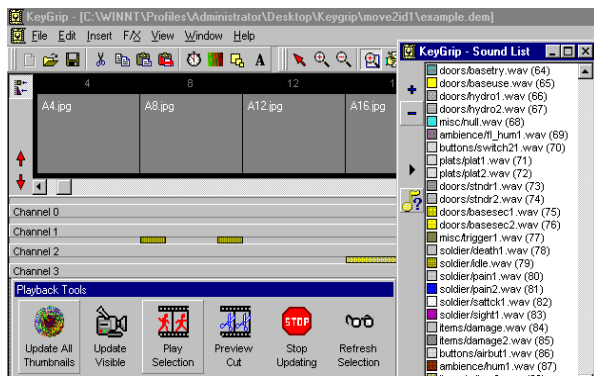 KeyGrip - [C:\WINNT\Profiles\Administrator\Desktop\Keygrip\move2id1\example.dem]
File Edit Insert F/X View Window Help
A
4 8 12 1
A4.jpg A8.jpg A12.jpg A16.jpg
Channel 0
Channel 1
Channel 2
Channel 3
Playback Tools
STOP
Update All Thumbnails
Update Visible
Play Selection
Preview Cut
Stop Updating
Refresh Selection
KeyGrip - Sound List
doors/basetry.wav (64)
doors/baseuse.wav (65)
doors/hydro1.wav (66)
doors/hydro2.wav (67)
misc/null.wav (68)
ambience/fl_hum1.wav (69)
buttons/switch21.wav (70)
plats/plat1.wav (71)
plats/plat2.wav (72)
doors/stndr1.wav (73)
doors/stndr2.wav (74)
doors/basesec1.wav (75)
doors/basesec2.wav (76)
misc/trigger1.wav (77)
soldier/death1.wav (78)
soldier/idle.wav (79)
soldier/pain1.wav (80)
soldier/pain2.wav (81)
soldier/sattck1.wav (82)
soldier/sight1.wav (83)
items/damage.wav (84)
items/damage2.wav (85)
buttons/airbut1.wav (86)
ambience/hum1.wav (87)